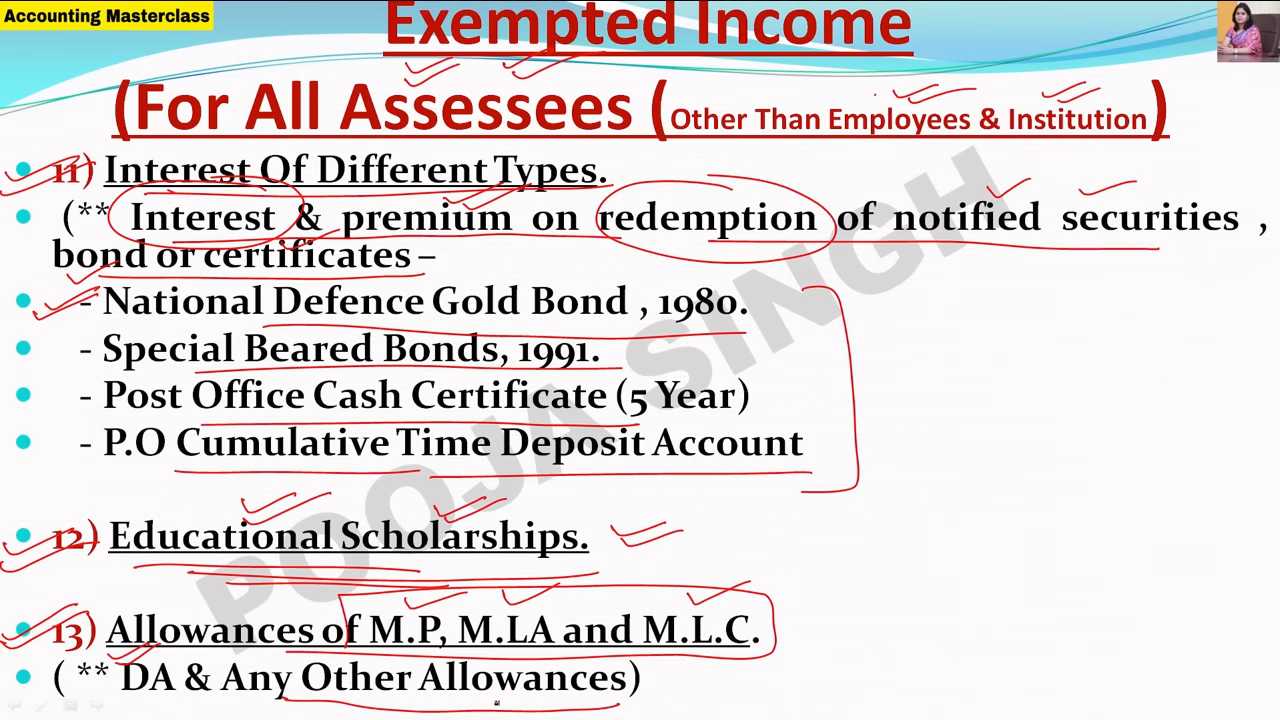 Accounting Masterclass
Exempted Income
(For All Assessees (Other Than Employees & Institution)
11) Interest Of Different Types.
(** Interest & premium on redemption of notified securities ,
bond or certificates –
- National Defence Gold Bond , 1980.
- Special Beared Bonds, 1991.
- Post Office Cash Certificate (5 Year)
- P.O Cumulative Time Deposit Account
12) Educational Scholarships.
13) Allowances of M.P, M.LA and M.L.C.
( ** DA & Any Other Allowances)
POOJA SINGH